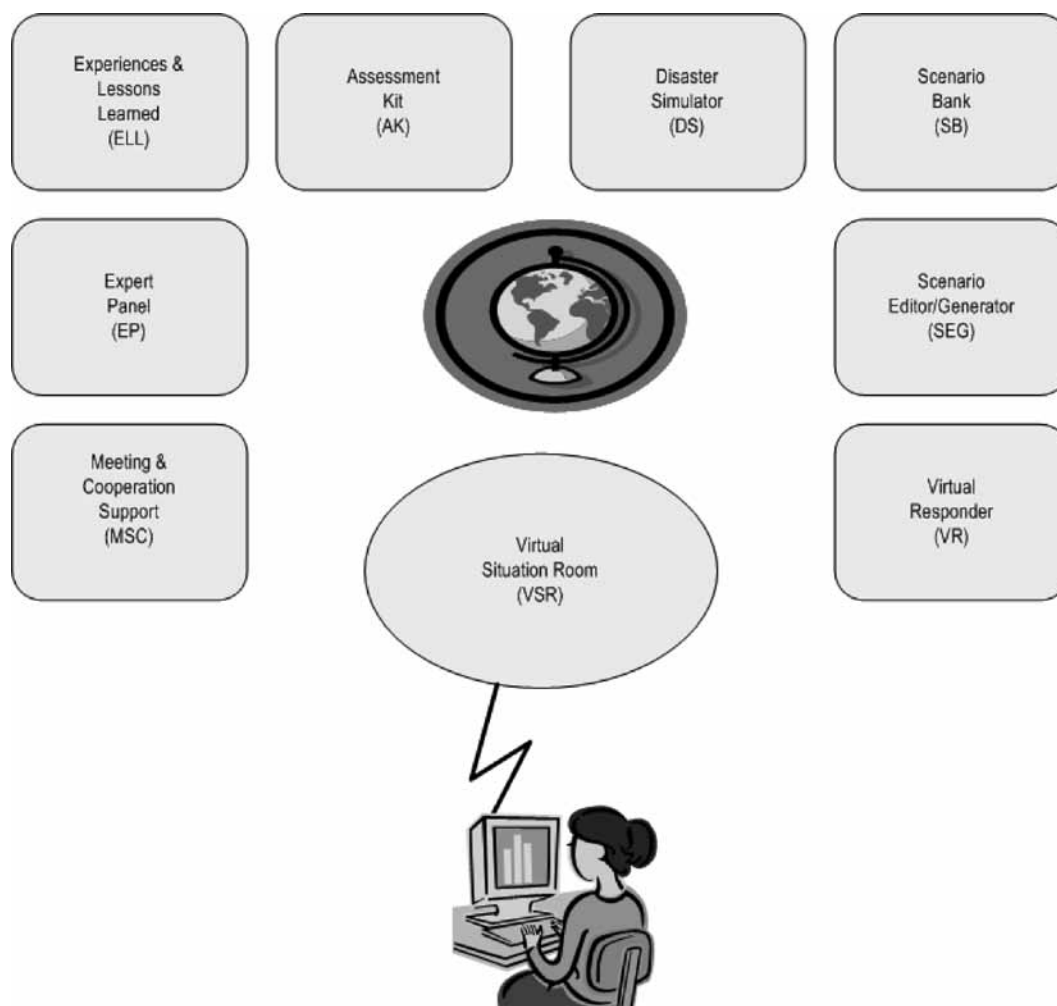 Experiences &
Lessons
Learned
(ELL)
Assessment
Kit
(AK)
Disaster
Simulator
(DS)
Scenario
Bank
(SB)
Expert
Panel
(EP)
Scenario
Editor/Generator
(SEG)
Meeting &
Cooperation
Support
(MSC)
Virtual
Situation Room
(VSR)
Virtual
Responder
(VR)